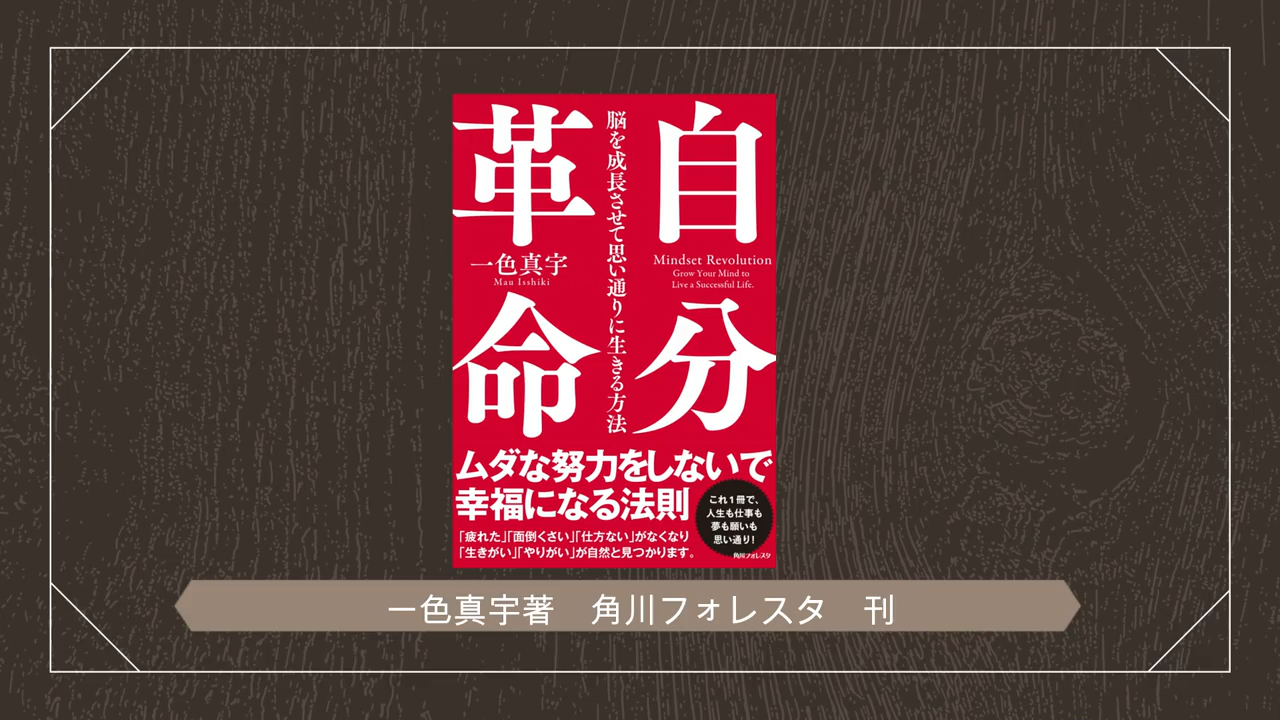 自分
革命
脳を成長させて思い通りに生きる方法
Mindset Revolution
Grow Your Mind to
Live a Successful Life.
一色真宇
Mau Isshiki
ムダな努力をしないで
幸福になる法則
「疲れた」「面倒くさい」「仕方ない」がなくなり
「生きがい」「やりがい」が自然と見つかります。
これ1冊で、
人生も仕事も
夢も願いも
思い通り!
角川フォレスタ
一色真宇著　角川フォレスタ　刊